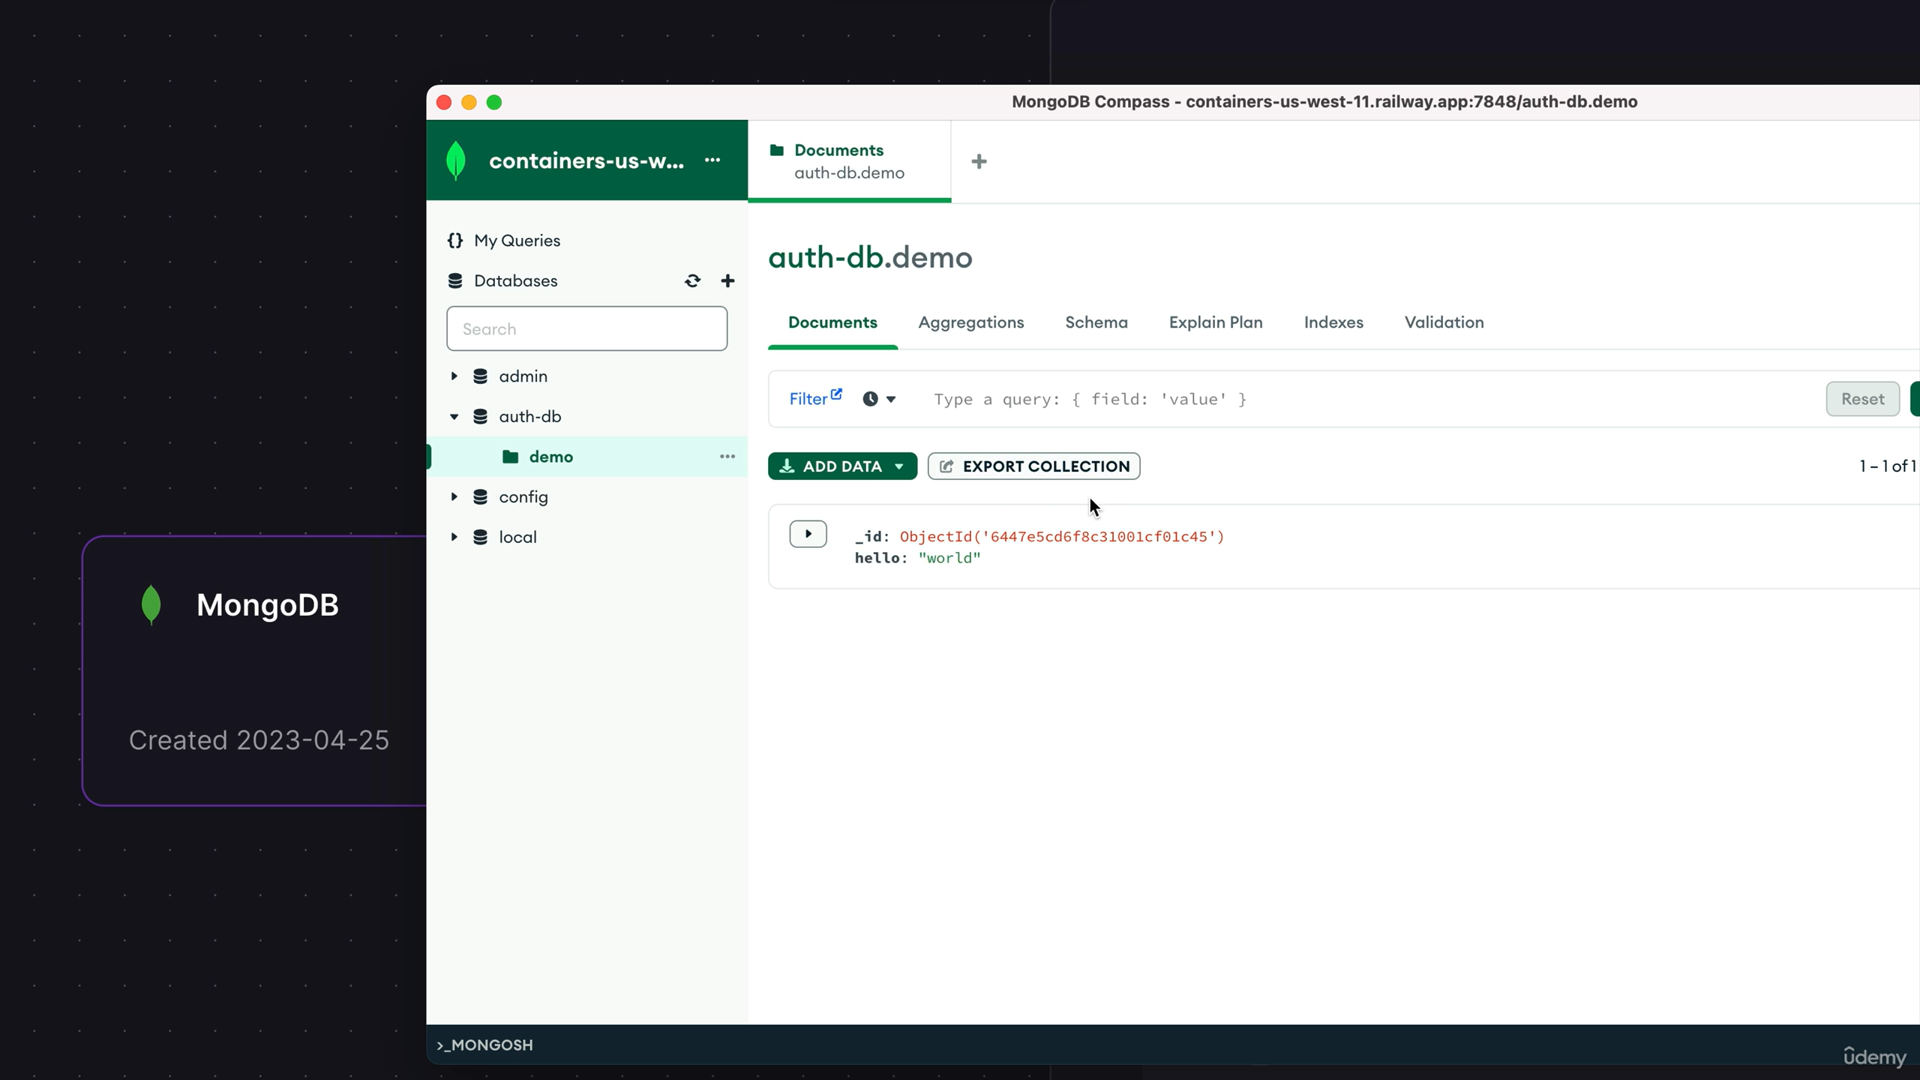 MongoDB Compass - containers-us-west-11.railway.app:7848/auth-db.demo
containers-us-w...
Documents
auth-db.demo
My Queries
Databases
Search
admin
auth-db
demo
config
local
auth-db.demo
Documents Aggregations Schema Explain Plan Indexes Validation
Filter Type a query: { field: 'value' } Reset
ADD DATA EXPORT COLLECTION 1 – 1 of 1
_id: ObjectId('6447e5cd6f8c31001cf01c45')
hello: "world"
MongoDB
Created 2023-04-25
>_MONGOSH
ûdemy